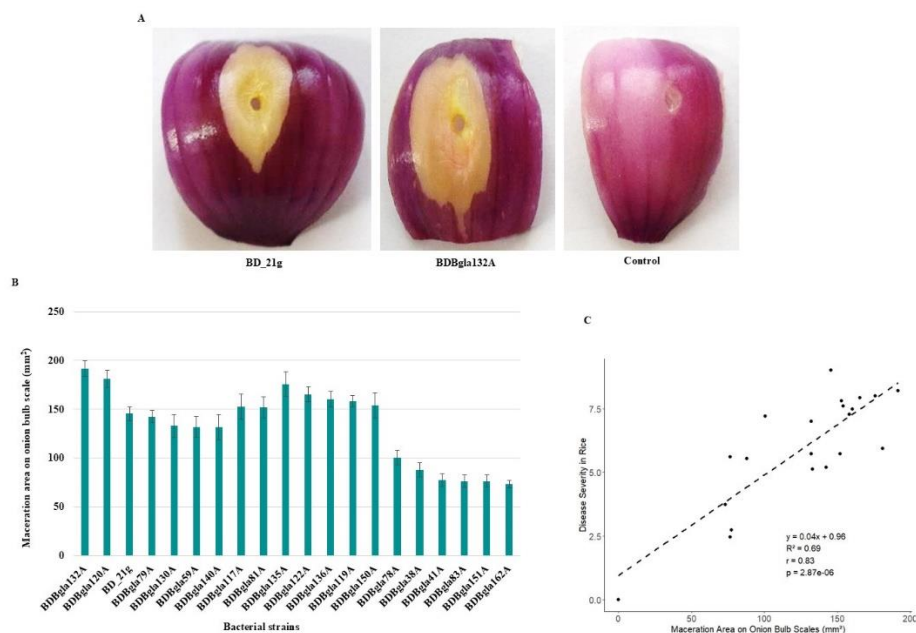 A
BD_21g
BDBgla132A
Control
B
Maceration area on onion bulb scale (mm²)
250
200
150
100
50
0
BDBgla132A
BDBgla120A
BD_21g
BDBgla79A
BDBgla130A
BDBgla59A
BDBgla140A
BDBgla117A
BDBgla81A
BDBgla135A
BDBgla122A
BDBgla136A
BDBgla119A
BDBgla150A
BDBgla78A
BDBgla38A
BDBgla41A
BDBgla83A
BDBgla151A
BDBgla162A
Bacterial strains
C
Disease Severity in Rice
7.5
5.0
2.5
0.0
y = 0.04x + 0.96
R² = 0.69
r = 0.83
p = 2.87e-06
0
50
100
150
200
Maceration Area on Onion Bulb Scales (mm²)